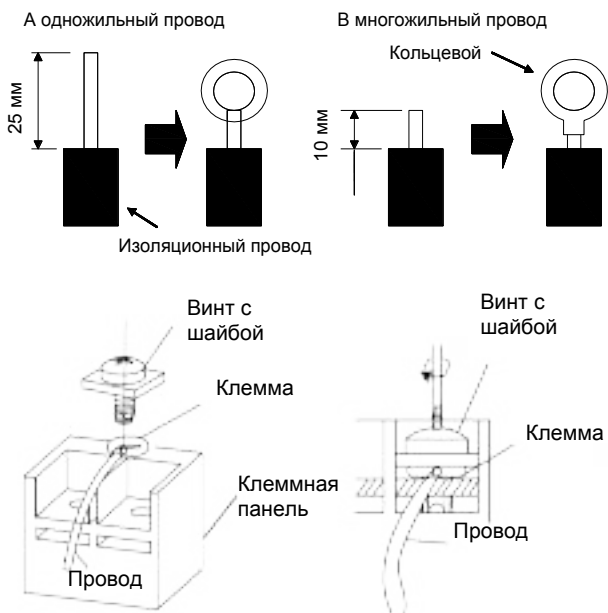 А одножильный провод
В многожильный провод
Кольцевой
25 мм
10 мм
Изоляционный провод
Винт с
шайбой
Клемма
Клеммная
панель
Провод
Винт с
шайбой
Клемма
Провод